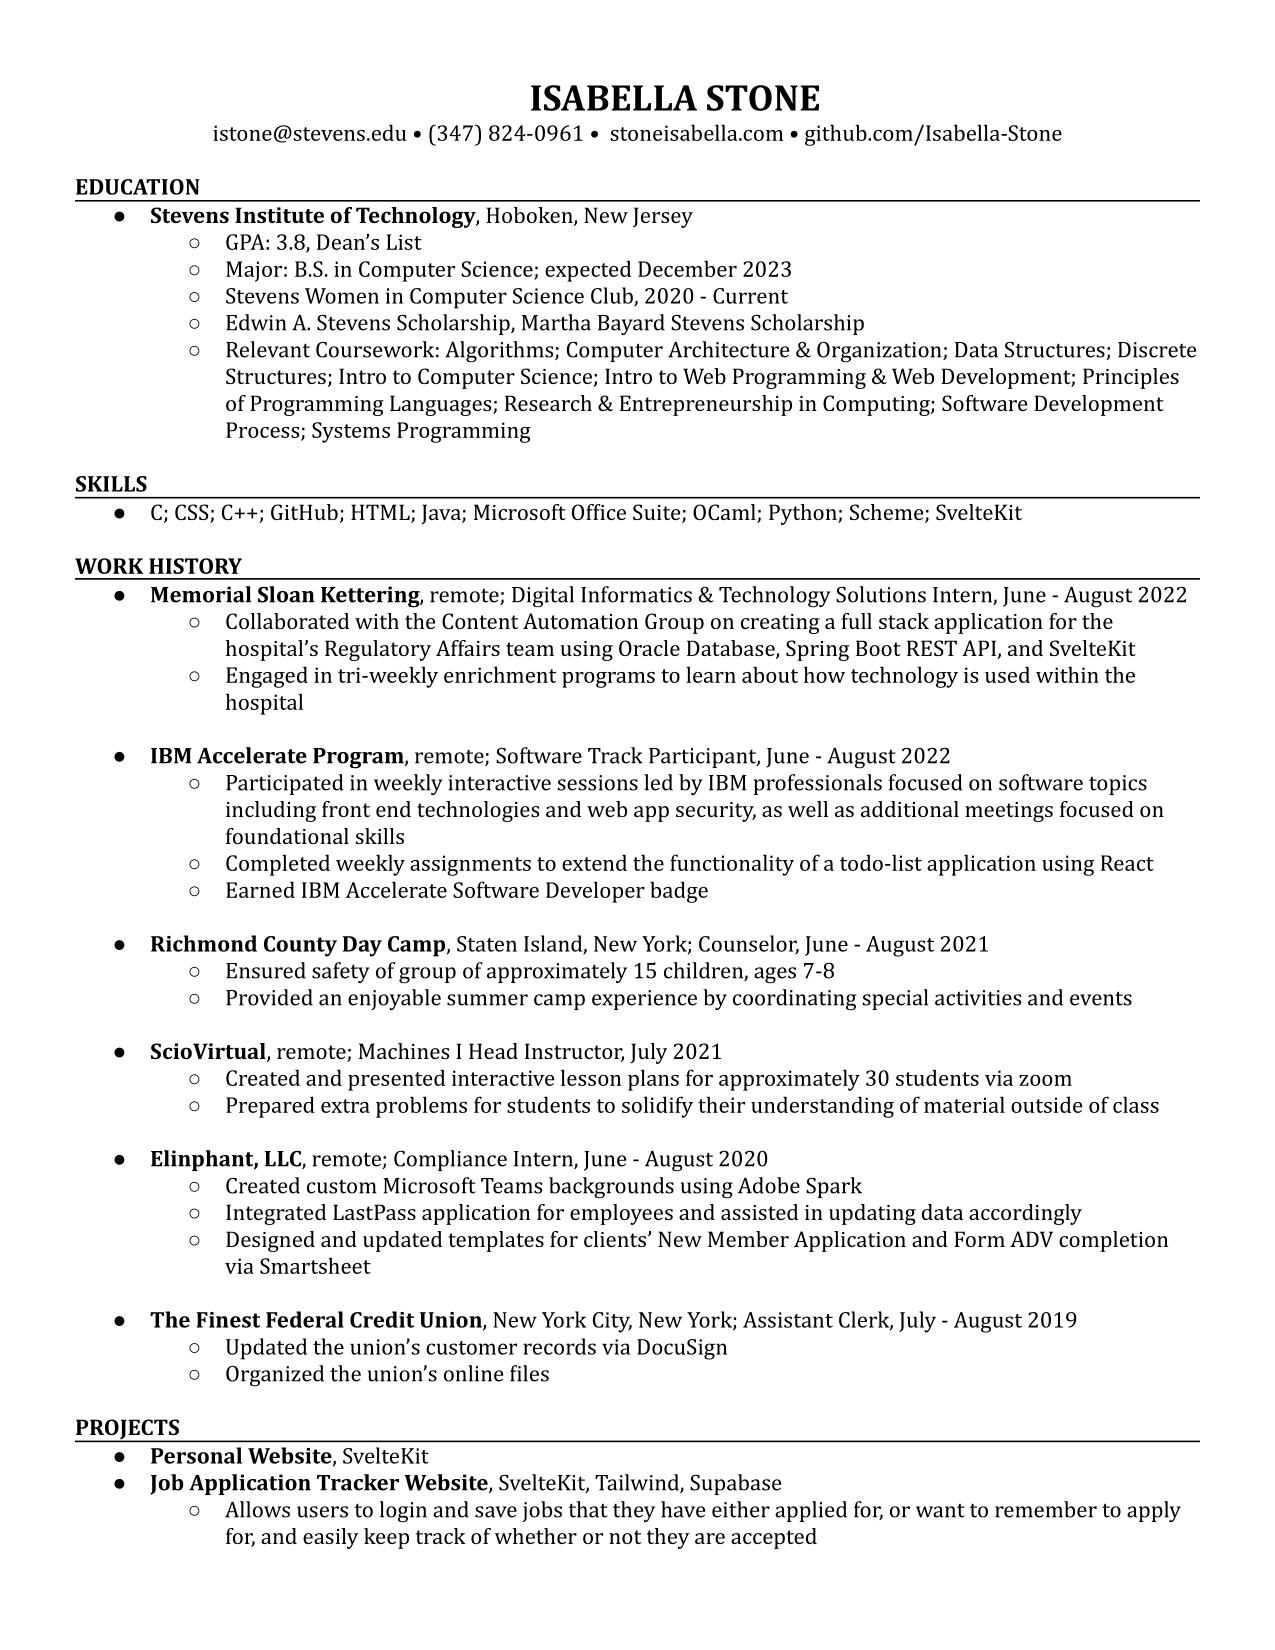 ISABELLA STONE
istone@stevens.edu • (347) 824-0961 • stoneisabella.com • github.com/Isabella-Stone
EDUCATION
● Stevens Institute of Technology, Hoboken, New Jersey
○ GPA: 3.8, Dean’s List
○ Major: B.S. in Computer Science; expected December 2023
○ Stevens Women in Computer Science Club, 2020 - Current
○ Edwin A. Stevens Scholarship, Martha Bayard Stevens Scholarship
○ Relevant Coursework: Algorithms; Computer Architecture & Organization; Data Structures; Discrete
Structures; Intro to Computer Science; Intro to Web Programming & Web Development; Principles
of Programming Languages; Research & Entrepreneurship in Computing; Software Development
Process; Systems Programming
SKILLS
● C; CSS; C++; GitHub; HTML; Java; Microsoft Office Suite; OCaml; Python; Scheme; SvelteKit
WORK HISTORY
● Memorial Sloan Kettering, remote; Digital Informatics & Technology Solutions Intern, June - August 2022
○ Collaborated with the Content Automation Group on creating a full stack application for the
hospital’s Regulatory Affairs team using Oracle Database, Spring Boot REST API, and SvelteKit
○ Engaged in tri-weekly enrichment programs to learn about how technology is used within the
hospital
● IBM Accelerate Program, remote; Software Track Participant, June - August 2022
○ Participated in weekly interactive sessions led by IBM professionals focused on software topics
including front end technologies and web app security, as well as additional meetings focused on
foundational skills
○ Completed weekly assignments to extend the functionality of a todo-list application using React
○ Earned IBM Accelerate Software Developer badge
● Richmond County Day Camp, Staten Island, New York; Counselor, June - August 2021
○ Ensured safety of group of approximately 15 children, ages 7-8
○ Provided an enjoyable summer camp experience by coordinating special activities and events
● ScioVirtual, remote; Machines I Head Instructor, July 2021
○ Created and presented interactive lesson plans for approximately 30 students via zoom
○ Prepared extra problems for students to solidify their understanding of material outside of class
● Elinphant, LLC, remote; Compliance Intern, June - August 2020
○ Created custom Microsoft Teams backgrounds using Adobe Spark
○ Integrated LastPass application for employees and assisted in updating data accordingly
○ Designed and updated templates for clients’ New Member Application and Form ADV completion
via Smartsheet
● The Finest Federal Credit Union, New York City, New York; Assistant Clerk, July - August 2019
○ Updated the union’s customer records via DocuSign
○ Organized the union’s online files
PROJECTS
● Personal Website, SvelteKit
● Job Application Tracker Website, SvelteKit, Tailwind, Supabase
○ Allows users to login and save jobs that they have either applied for, or want to remember to apply
for, and easily keep track of whether or not they are accepted